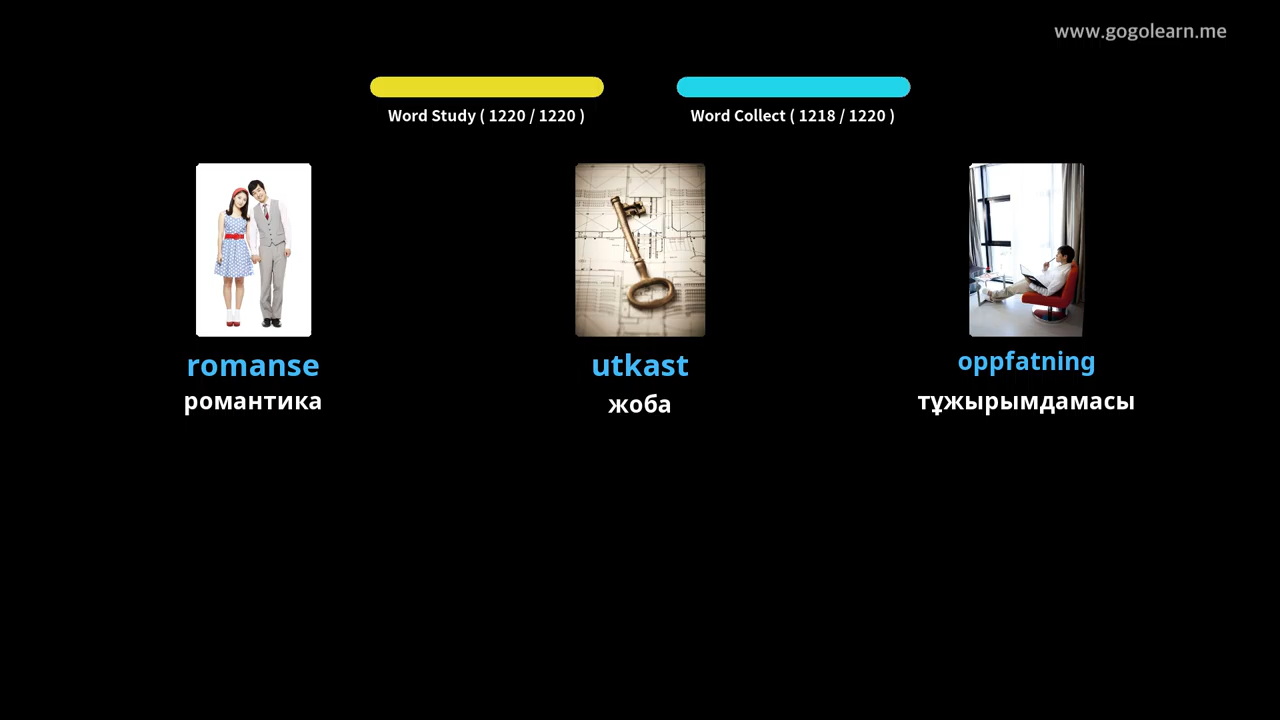 www.gogolearn.me
Word Study ( 1220 / 1220 )
Word Collect ( 1218 / 1220 )
romanse
романтика
utkast
жоба
oppfatning
тұжырымдамасы